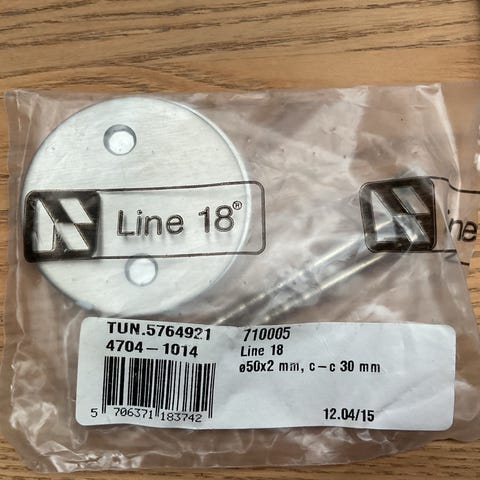 Line 18®
ine
TUN.5764921
4704-1014
710005
Line 18
ø50x2 mm, c-c 30 mm
5 706371 183742
12.04/15